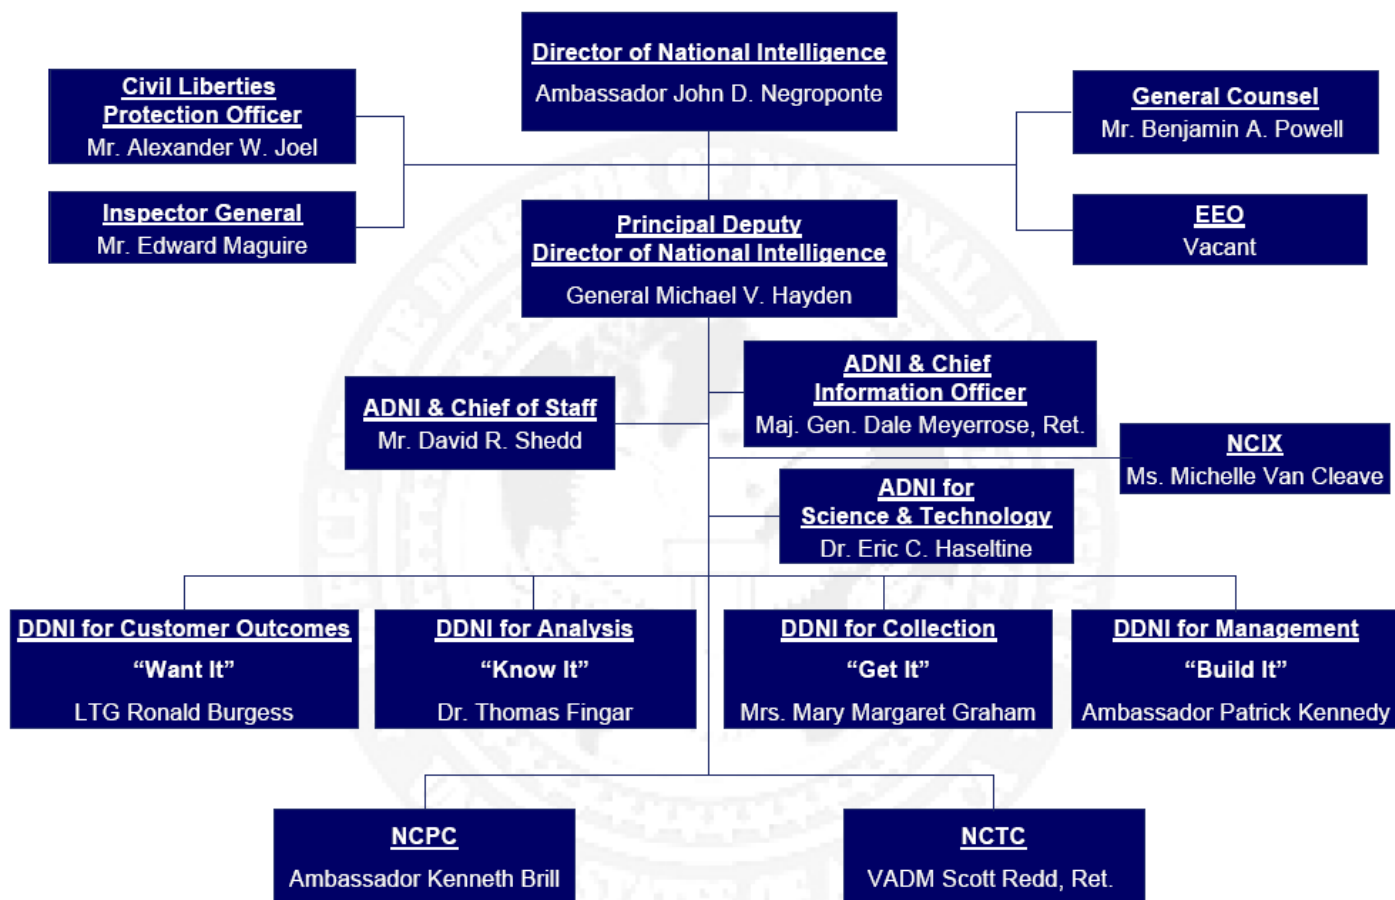 Director of National Intelligence
Ambassador John D. Negroponte
Civil Liberties
Protection Officer
Mr. Alexander W. Joel
General Counsel
Mr. Benjamin A. Powell
Inspector General
Mr. Edward Maguire
Principal Deputy
Director of National Intelligence
General Michael V. Hayden
EEO
Vacant
ADNI & Chief of Staff
Mr. David R. Shedd
ADNI & Chief
Information Officer
Maj. Gen. Dale Meyerrose, Ret.
NCIX
Ms. Michelle Van Cleave
ADNI for
Science & Technology
Dr. Eric C. Haseltine
DDNI for Customer Outcomes
“Want It”
LTG Ronald Burgess
DDNI for Analysis
“Know It”
Dr. Thomas Fingar
DDNI for Collection
“Get It”
Mrs. Mary Margaret Graham
DDNI for Management
“Build It”
Ambassador Patrick Kennedy
NCPC
Ambassador Kenneth Brill
NCTC
VADM Scott Redd, Ret.